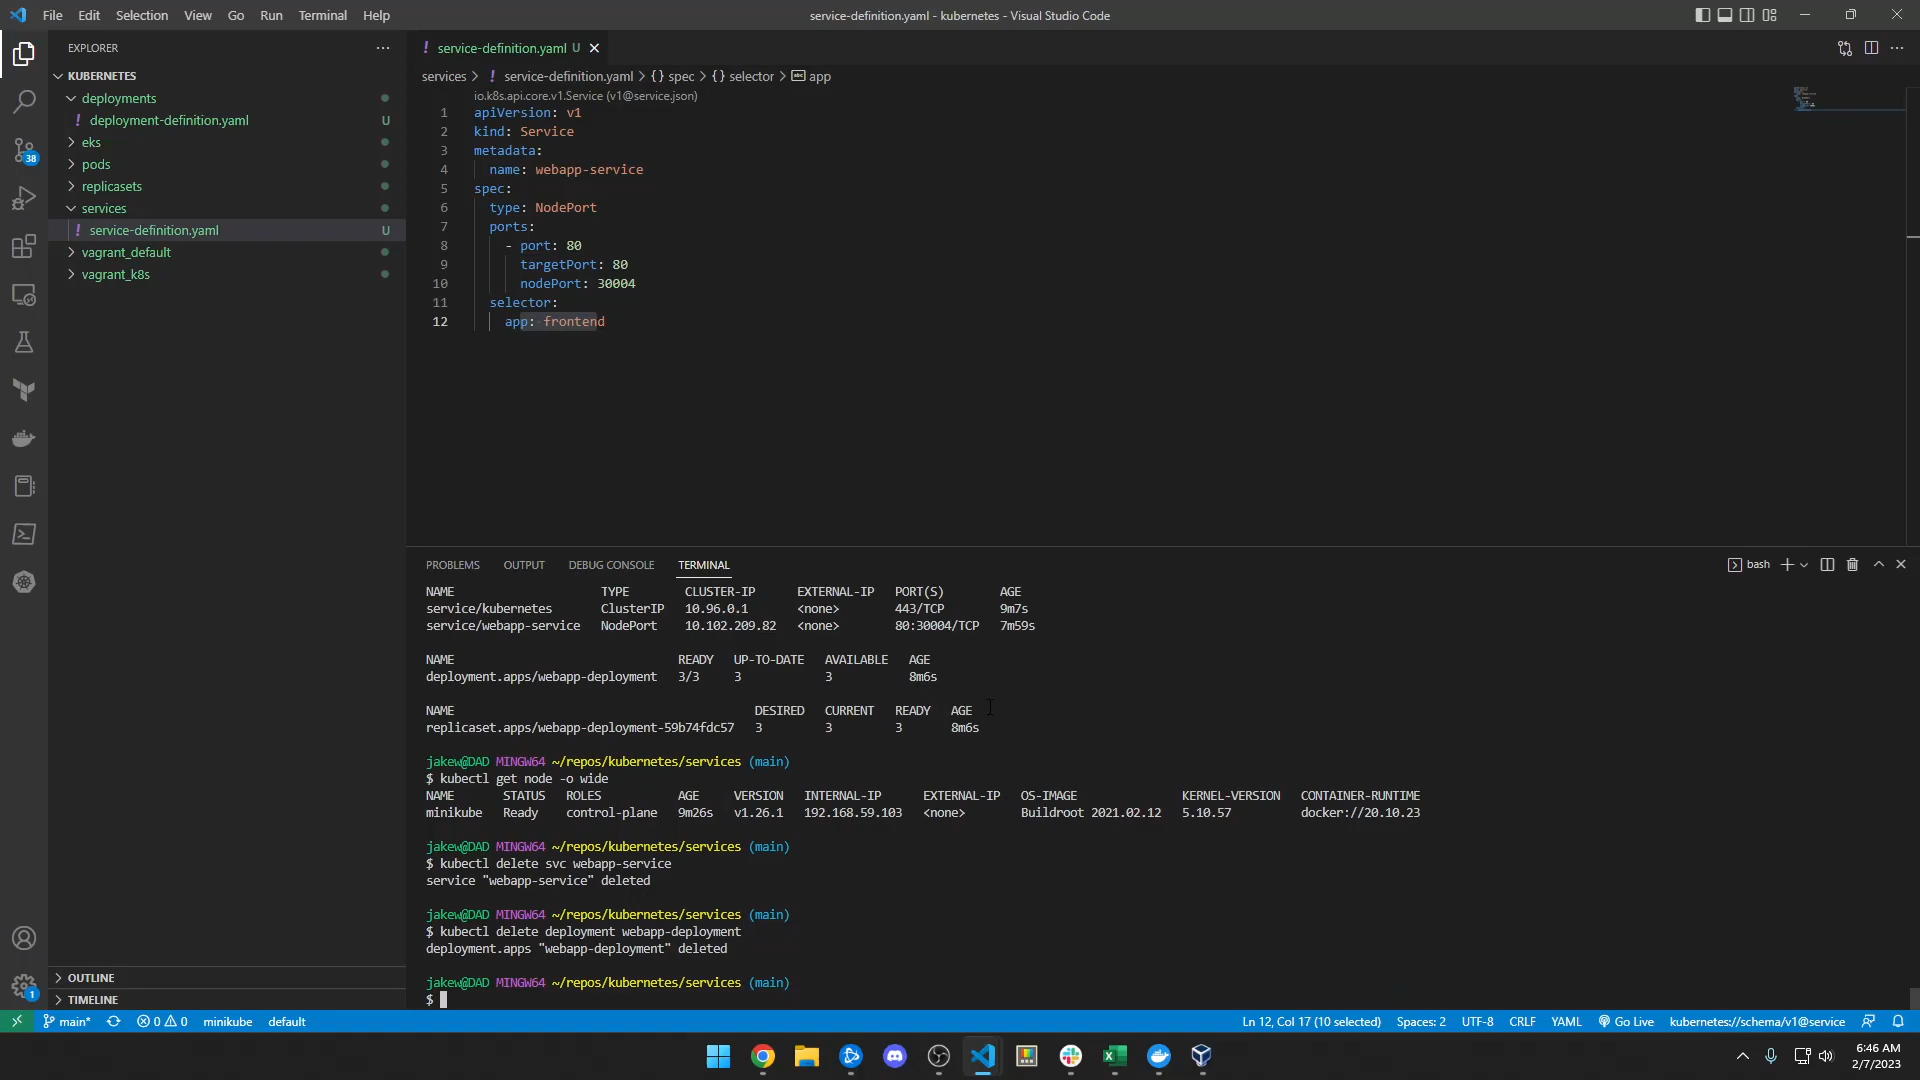 File Edit Selection View Go Run Terminal Help
service-definition.yaml - kubernetes - Visual Studio Code
EXPLORER
KUBERNETES
deployments
deployment-definition.yaml U
eks
pods
replicasets
services
service-definition.yaml U
vagrant_default
vagrant_k8s
OUTLINE
TIMELINE
38
1
service-definition.yaml U
services > service-definition.yaml > {} spec > {} selector > abc app
io.k8s.api.core.v1.Service (v1@service.json)
1 apiVersion: v1
2 kind: Service
3 metadata:
4 name: webapp-service
5 spec:
6 type: NodePort
7 ports:
8 - port: 80
9 targetPort: 80
10 nodePort: 30004
11 selector:
12 app: frontend
PROBLEMS OUTPUT DEBUG CONSOLE TERMINAL
bash
NAME TYPE CLUSTER-IP EXTERNAL-IP PORT(S) AGE
service/kubernetes ClusterIP 10.96.0.1 <none> 443/TCP 9m7s
service/webapp-service NodePort 10.102.209.82 <none> 80:30004/TCP 7m59s
NAME READY UP-TO-DATE AVAILABLE AGE
deployment.apps/webapp-deployment 3/3 3 3 8m6s
NAME DESIRED CURRENT READY AGE
replicaset.apps/webapp-deployment-59b74fdc57 3 3 3 8m6s
jakew@DAD MINGW64 ~/repos/kubernetes/services (main)
$ kubectl get node -o wide
NAME STATUS ROLES AGE VERSION INTERNAL-IP EXTERNAL-IP OS-IMAGE KERNEL-VERSION CONTAINER-RUNTIME
minikube Ready control-plane 9m26s v1.26.1 192.168.59.103 <none> Buildroot 2021.02.12 5.10.57 docker://20.10.23
jakew@DAD MINGW64 ~/repos/kubernetes/services (main)
$ kubectl delete svc webapp-service
service "webapp-service" deleted
jakew@DAD MINGW64 ~/repos/kubernetes/services (main)
$ kubectl delete deployment webapp-deployment
deployment.apps "webapp-deployment" deleted
jakew@DAD MINGW64 ~/repos/kubernetes/services (main)
$
main* 0 0 minikube default
Ln 12, Col 17 (10 selected) Spaces: 2 UTF-8 CRLF YAML Go Live kubernetes://schema/v1@service
6:46 AM
2/7/2023